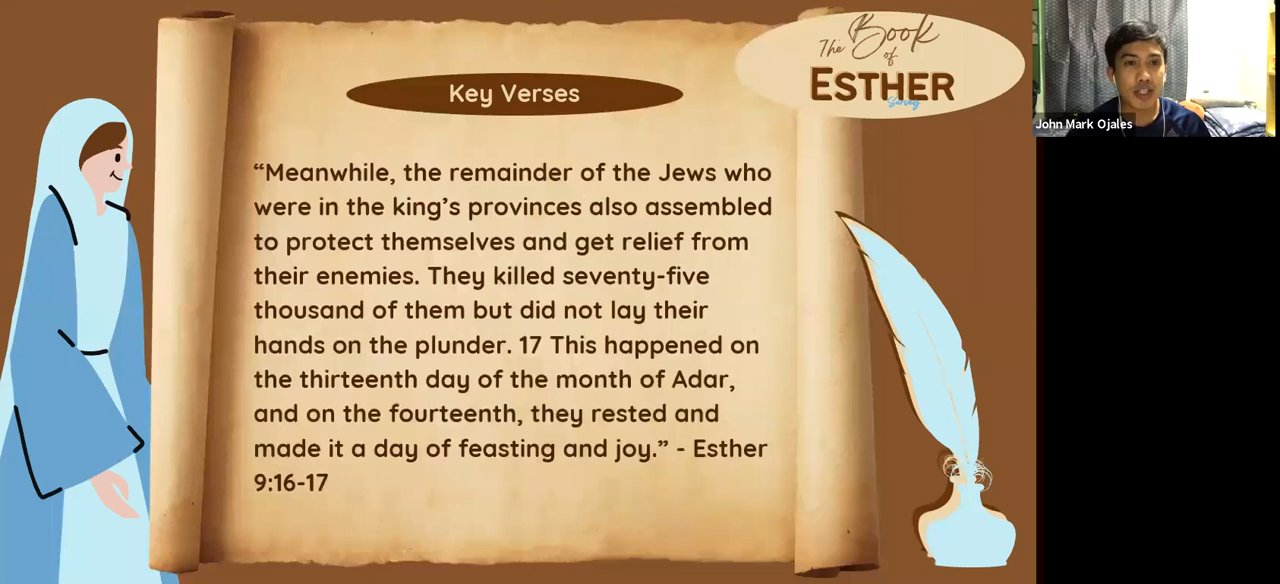 The Book
of
ESTHER
Survey
Key Verses
“Meanwhile, the remainder of the Jews who
were in the king’s provinces also assembled
to protect themselves and get relief from
their enemies. They killed seventy-five
thousand of them but did not lay their
hands on the plunder. 17 This happened on
the thirteenth day of the month of Adar,
and on the fourteenth, they rested and
made it a day of feasting and joy.” - Esther
9:16-17
John Mark Ojales